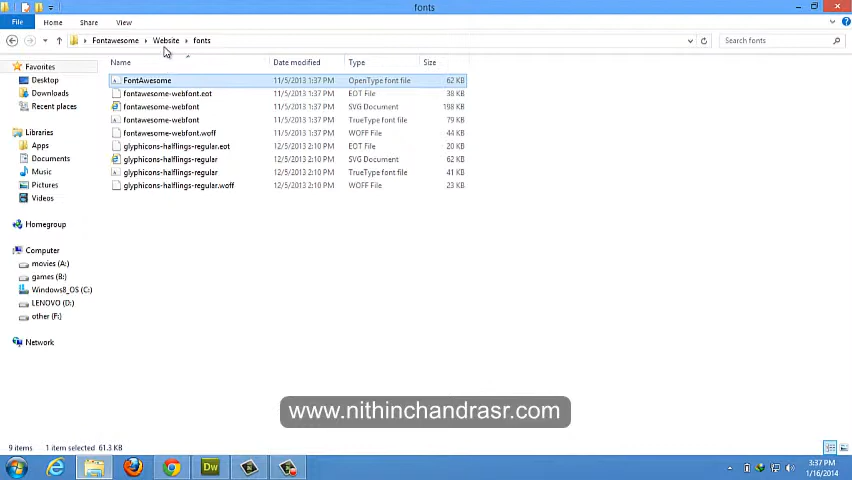 fonts
File Home Share View
Fontawesome Website fonts
Search fonts
Name Date modified Type Size
Favorites
Desktop
Downloads
Recent places
Libraries
Apps
Documents
Music
Pictures
Videos
Homegroup
Computer
movies (A:)
games (B:)
Windows8_OS (C:)
LENOVO (D:)
other (F:)
Network
FontAwesome 11/5/2013 1:37 PM OpenType font file 62 KB
fontawesome-webfont.eot 11/5/2013 1:37 PM EOT File 38 KB
fontawesome-webfont 11/5/2013 1:37 PM SVG Document 198 KB
fontawesome-webfont 11/5/2013 1:37 PM TrueType font file 79 KB
fontawesome-webfont.woff 11/5/2013 1:37 PM WOFF File 44 KB
glyphicons-halflings-regular.eot 12/5/2013 2:10 PM EOT File 20 KB
glyphicons-halflings-regular 12/5/2013 2:10 PM SVG Document 62 KB
glyphicons-halflings-regular 12/5/2013 2:10 PM TrueType font file 41 KB
glyphicons-halflings-regular.woff 12/5/2013 2:10 PM WOFF File 23 KB
www.nithinchandrasr.com
9 items 1 item selected 61.3 KB
Dw
3:37 PM
1/16/2014